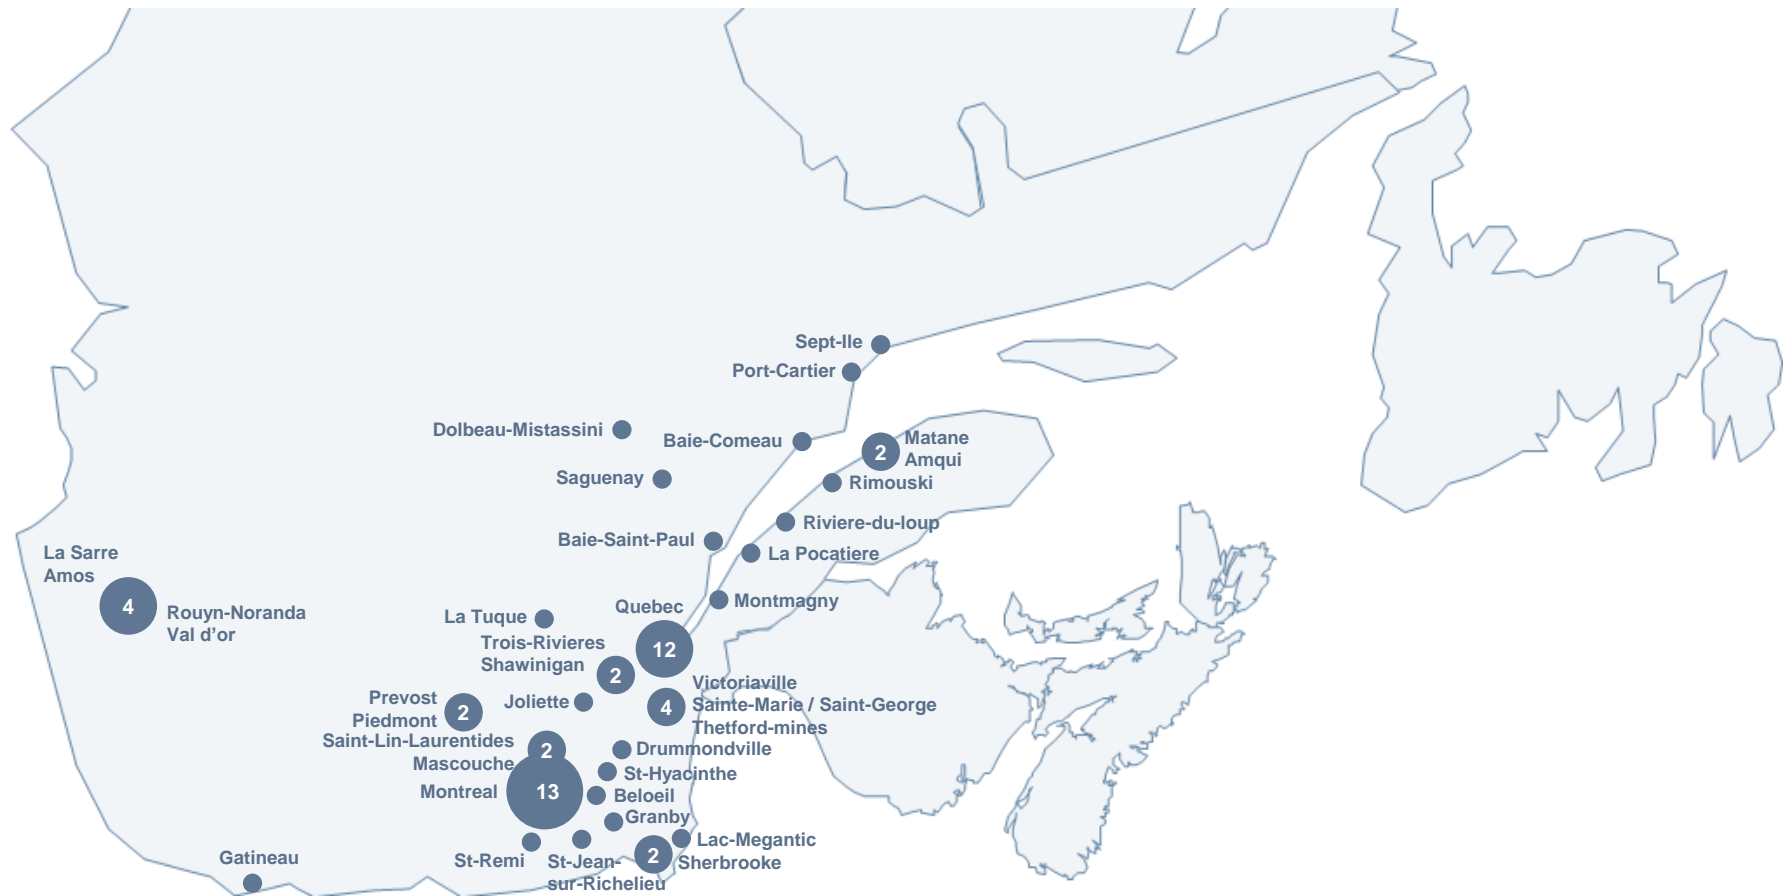 Sept-Ile
Port-Cartier
Dolbeau-Mistassini
Baie-Comeau
2
Matane
Amqui
Saguenay
Rimouski
Riviere-du-loup
Baie-Saint-Paul
La Pocatiere
La Sarre
Amos
4
Rouyn-Noranda
Val d’or
Montmagny
La Tuque
Quebec
12
Trois-Rivieres
Shawinigan
2
Prevost
Piedmont
2
Joliette
4
Victoriaville
Sainte-Marie / Saint-George
Thetford-mines
Saint-Lin-Laurentides
Mascouche
2
Drummondville
St-Hyacinthe
Montreal
13
Beloeil
Granby
St-Remi
St-Jean-
sur-Richelieu
2
Lac-Megantic
Sherbrooke
Gatineau